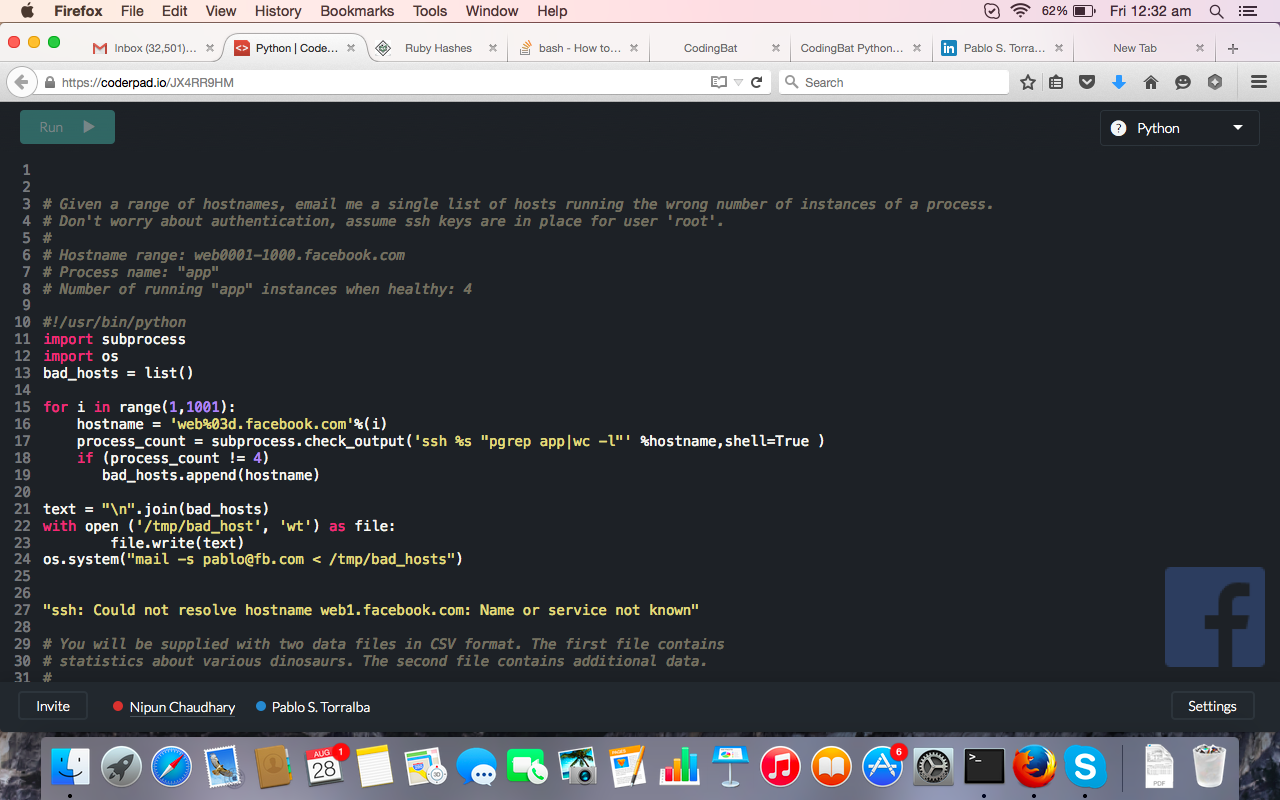 Firefox File Edit View History Bookmarks Tools Window Help 62% Fri 12:32 am
Inbox (32,501)... Python | Code... Ruby Hashes bash - How to... CodingBat CodingBat Python... Pablo S. Torra... New Tab
https://coderpad.io/JX4RR9HM Search
Run Python
1
2
3 # Given a range of hostnames, email me a single list of hosts running the wrong number of instances of a process.
4 # Don't worry about authentication, assume ssh keys are in place for user 'root'.
5 #
6 # Hostname range: web0001-1000.facebook.com
7 # Process name: "app"
8 # Number of running "app" instances when healthy: 4
9
10 #!/usr/bin/python
11 import subprocess
12 import os
13 bad_hosts = list()
14
15 for i in range(1,1001):
16     hostname = 'web%03d.facebook.com'%(i)
17     process_count = subprocess.check_output('ssh %s "pgrep app|wc -l"' %hostname,shell=True )
18     if (process_count != 4)
19        bad_hosts.append(hostname)
20
21 text = "\n".join(bad_hosts)
22 with open ('/tmp/bad_host', 'wt') as file:
23         file.write(text)
24 os.system("mail -s pablo@fb.com < /tmp/bad_hosts")
25
26
27 "ssh: Could not resolve hostname web1.facebook.com: Name or service not known"
28
29 # You will be supplied with two data files in CSV format. The first file contains
30 # statistics about various dinosaurs. The second file contains additional data.
31 #
Invite Nipun Chaudhary Pablo S. Torralba Settings
AUG 28 1
6
PDF